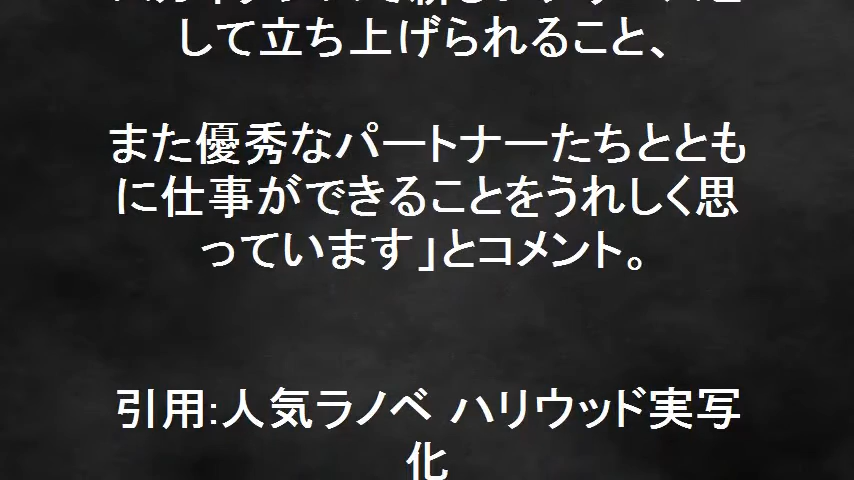 して立ち上げられること、
また優秀なパートナーたちととも
に仕事ができることをうれしく思
っています」とコメント。
引用:人気ラノベ ハリウッド実写
化